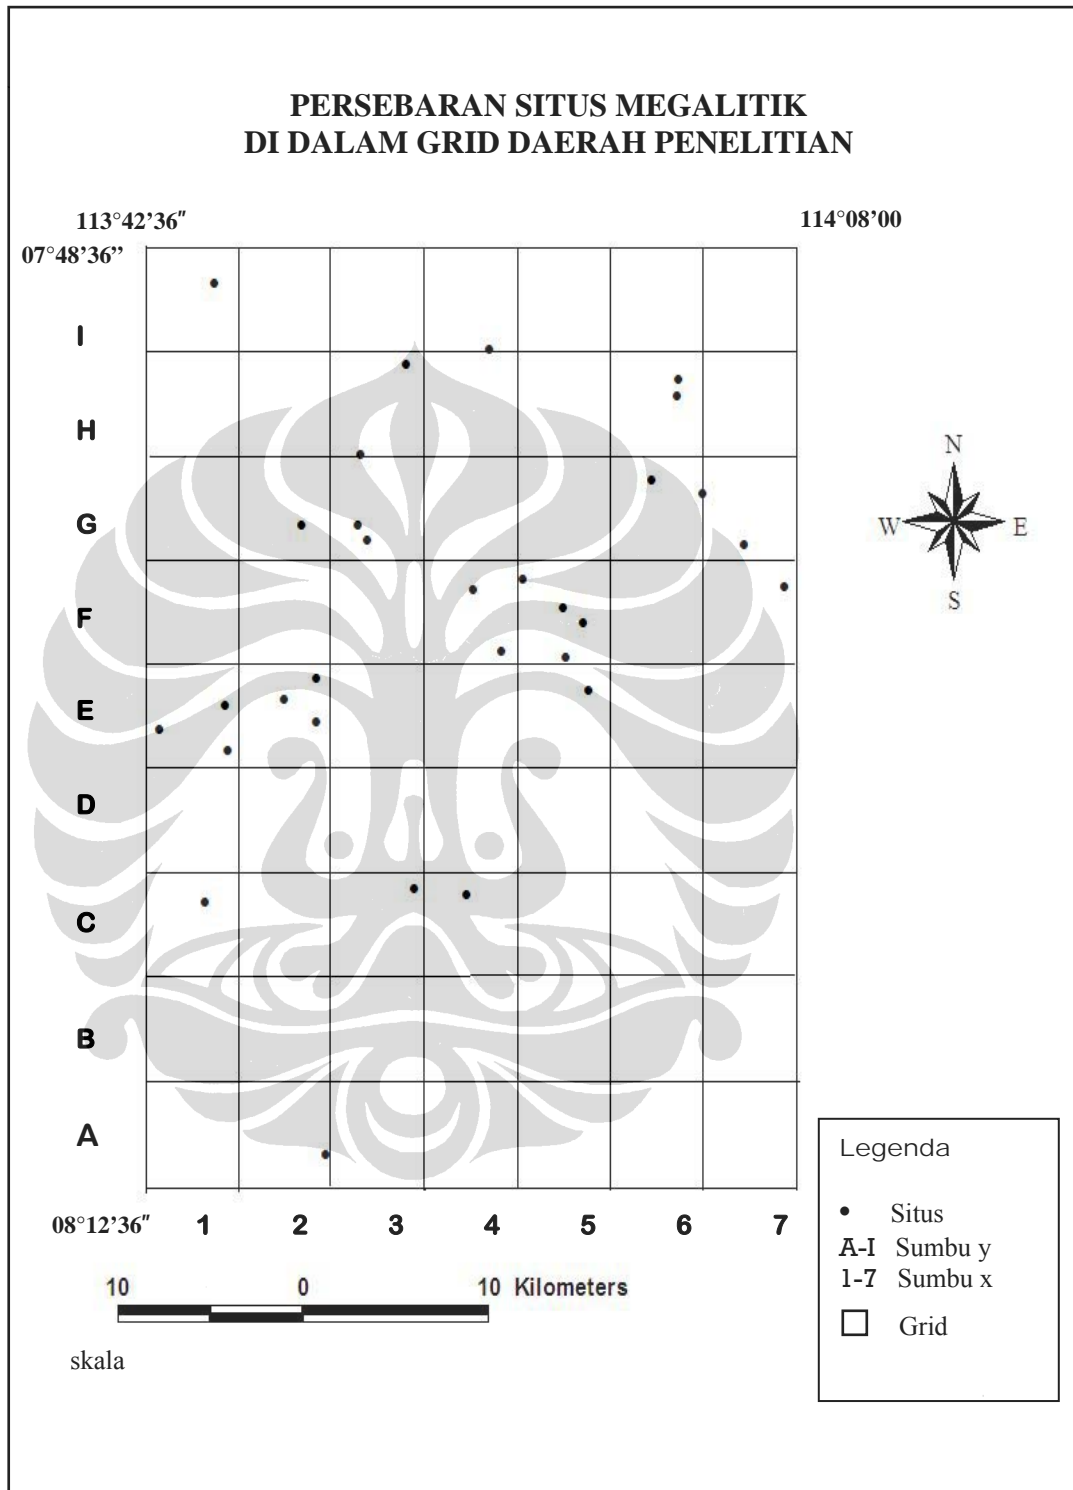 PERSEBARAN SITUS MEGALITIK
DI DALAM GRID DAERAH PENELITIAN
113°42’36”
114°08’00
07°48’36”
I
H
G
F
E
D
C
B
A
N
W
E
S
08°12’36”
1 2 3 4 5 6 7
10 0 10 Kilometers
skala
Legenda
• Situs
A-I Sumbu y
1-7 Sumbu x
Grid